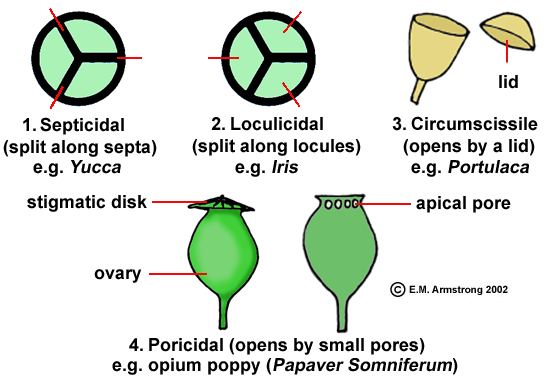 1. Septicidal
(split along septa)
e.g. Yucca
2. Loculicidal
(split along locules)
e.g. Iris
lid
3. Circumscissile
(opens by a lid)
e.g. Portulaca
stigmatic disk
apical pore
ovary
© E.M. Armstrong 2002
4. Poricidal (opens by small pores)
e.g. opium poppy (Papaver Somniferum)